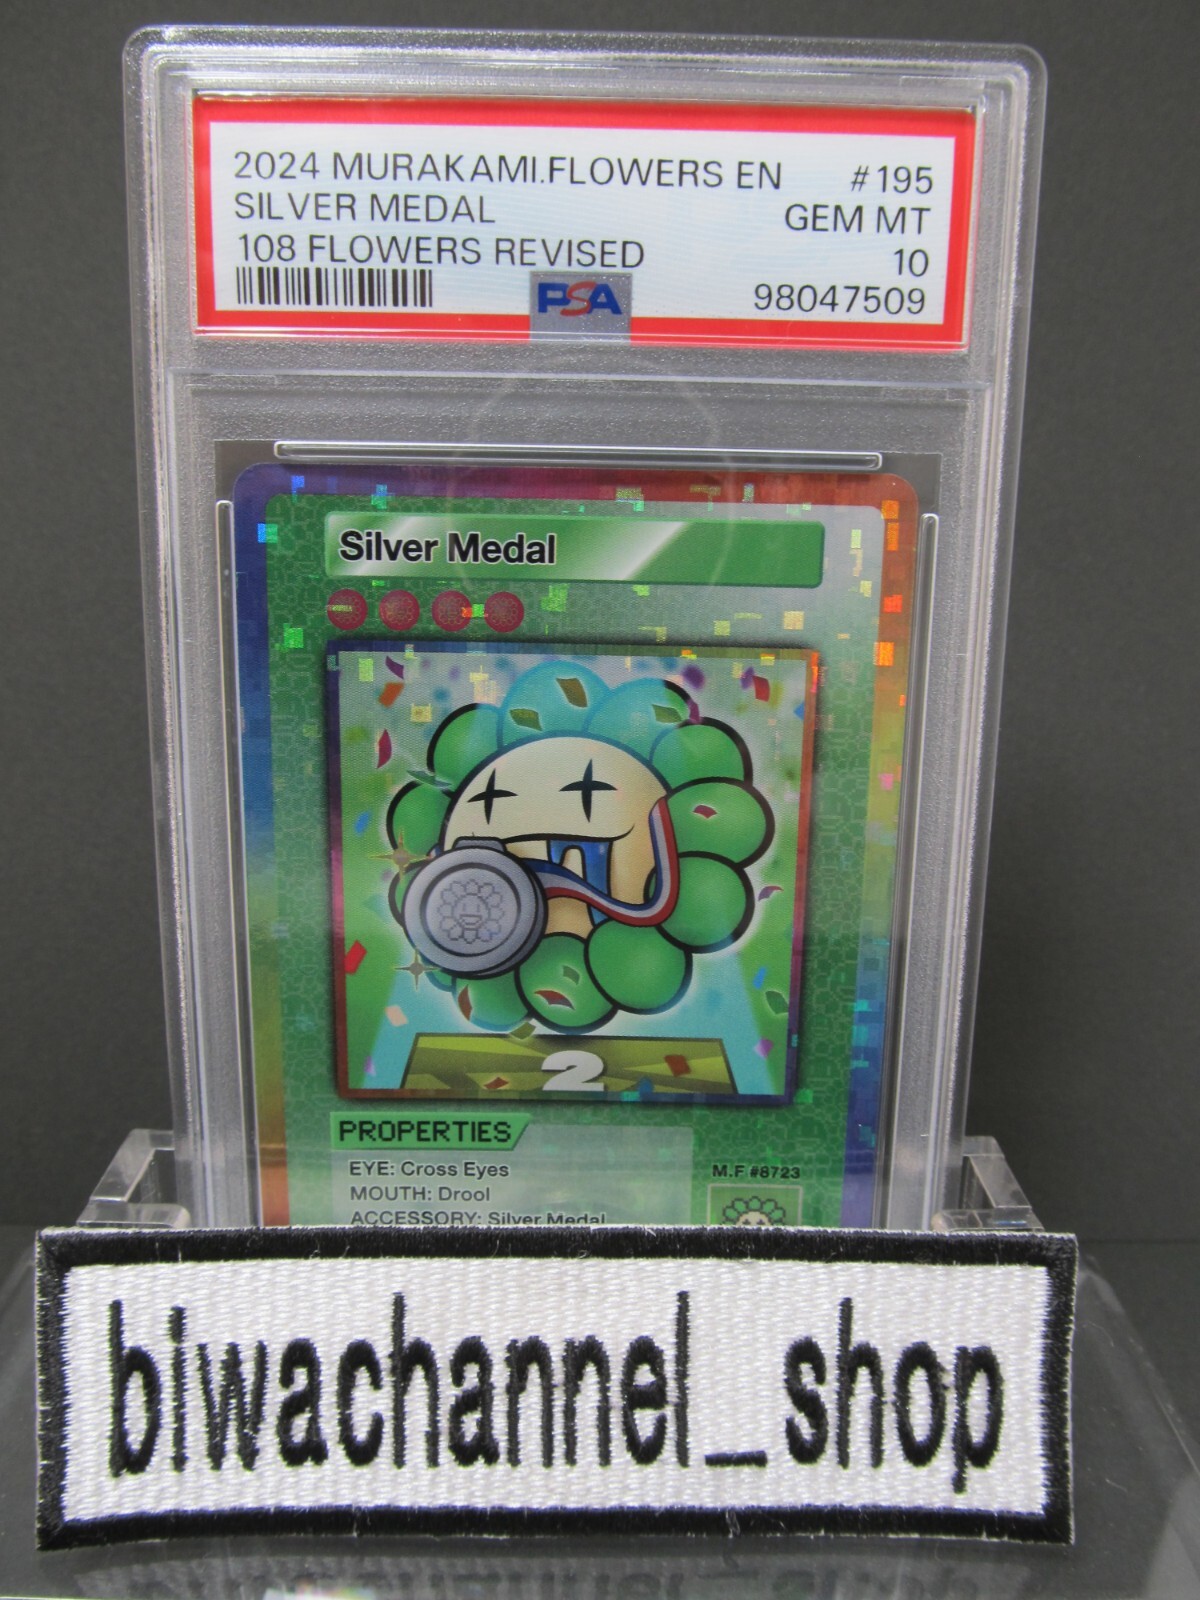 2024 MURAKAMI.FLOWERS EN #195
SILVER MEDAL GEM MT
108 FLOWERS REVISED 10
PSA 98047509
Silver Medal
2
PROPERTIES
EYE: Cross Eyes
M.F #8723
MOUTH: Drool
ACCESSORY: Silver Medal
biwachannel_shop